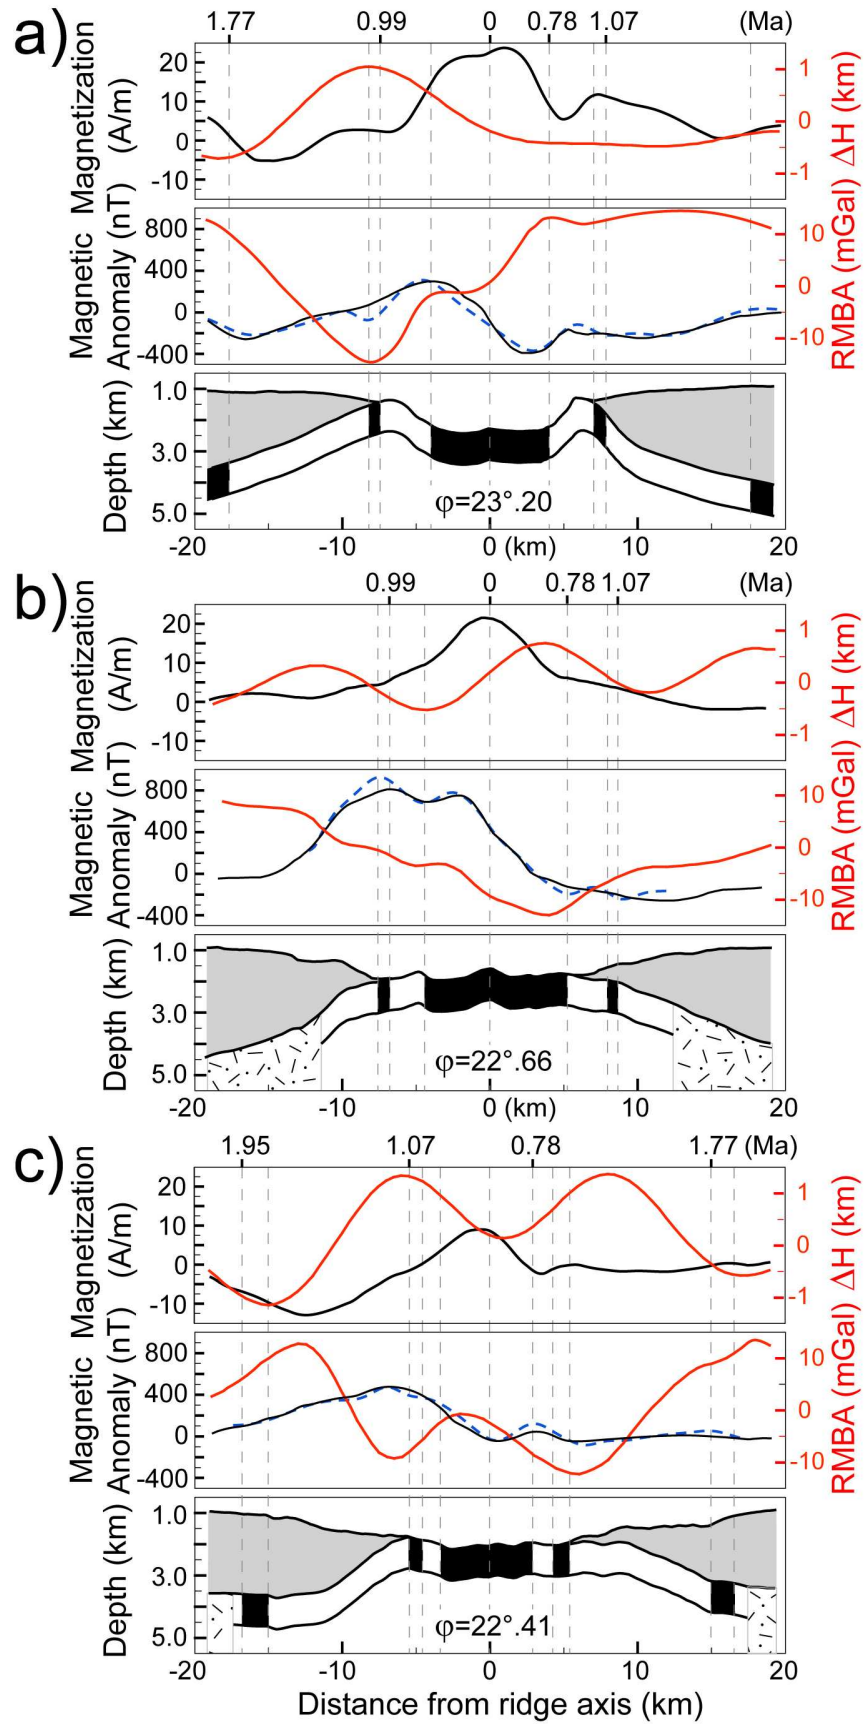 a)
1.77 0.99 0 0.78 1.07 (Ma)
Magnetization
(A/m)
20
10
0
-10
1
0
-1
ΔH (km)
Magnetic
Anomaly (nT)
800
400
0
-400
10
0
-10
RMBA (mGal)
Depth (km)
1.0
3.0
5.0
φ=23°.20
-20 -10 0 (km) 10 20
b)
0.99 0 0.78 1.07 (Ma)
Magnetization
(A/m)
20
10
0
-10
1
0
-1
ΔH (km)
Magnetic
Anomaly (nT)
800
400
0
-400
10
0
-10
RMBA (mGal)
Depth (km)
1.0
3.0
5.0
φ=22°.66
-20 -10 0 (km) 10 20
c)
1.95 1.07 0.78 1.77 (Ma)
Magnetization
(A/m)
20
10
0
-10
1
0
-1
ΔH (km)
Magnetic
Anomaly (nT)
800
400
0
-400
10
0
-10
RMBA (mGal)
Depth (km)
1.0
3.0
5.0
φ=22°.41
-20 -10 0 10 20
Distance from ridge axis (km)